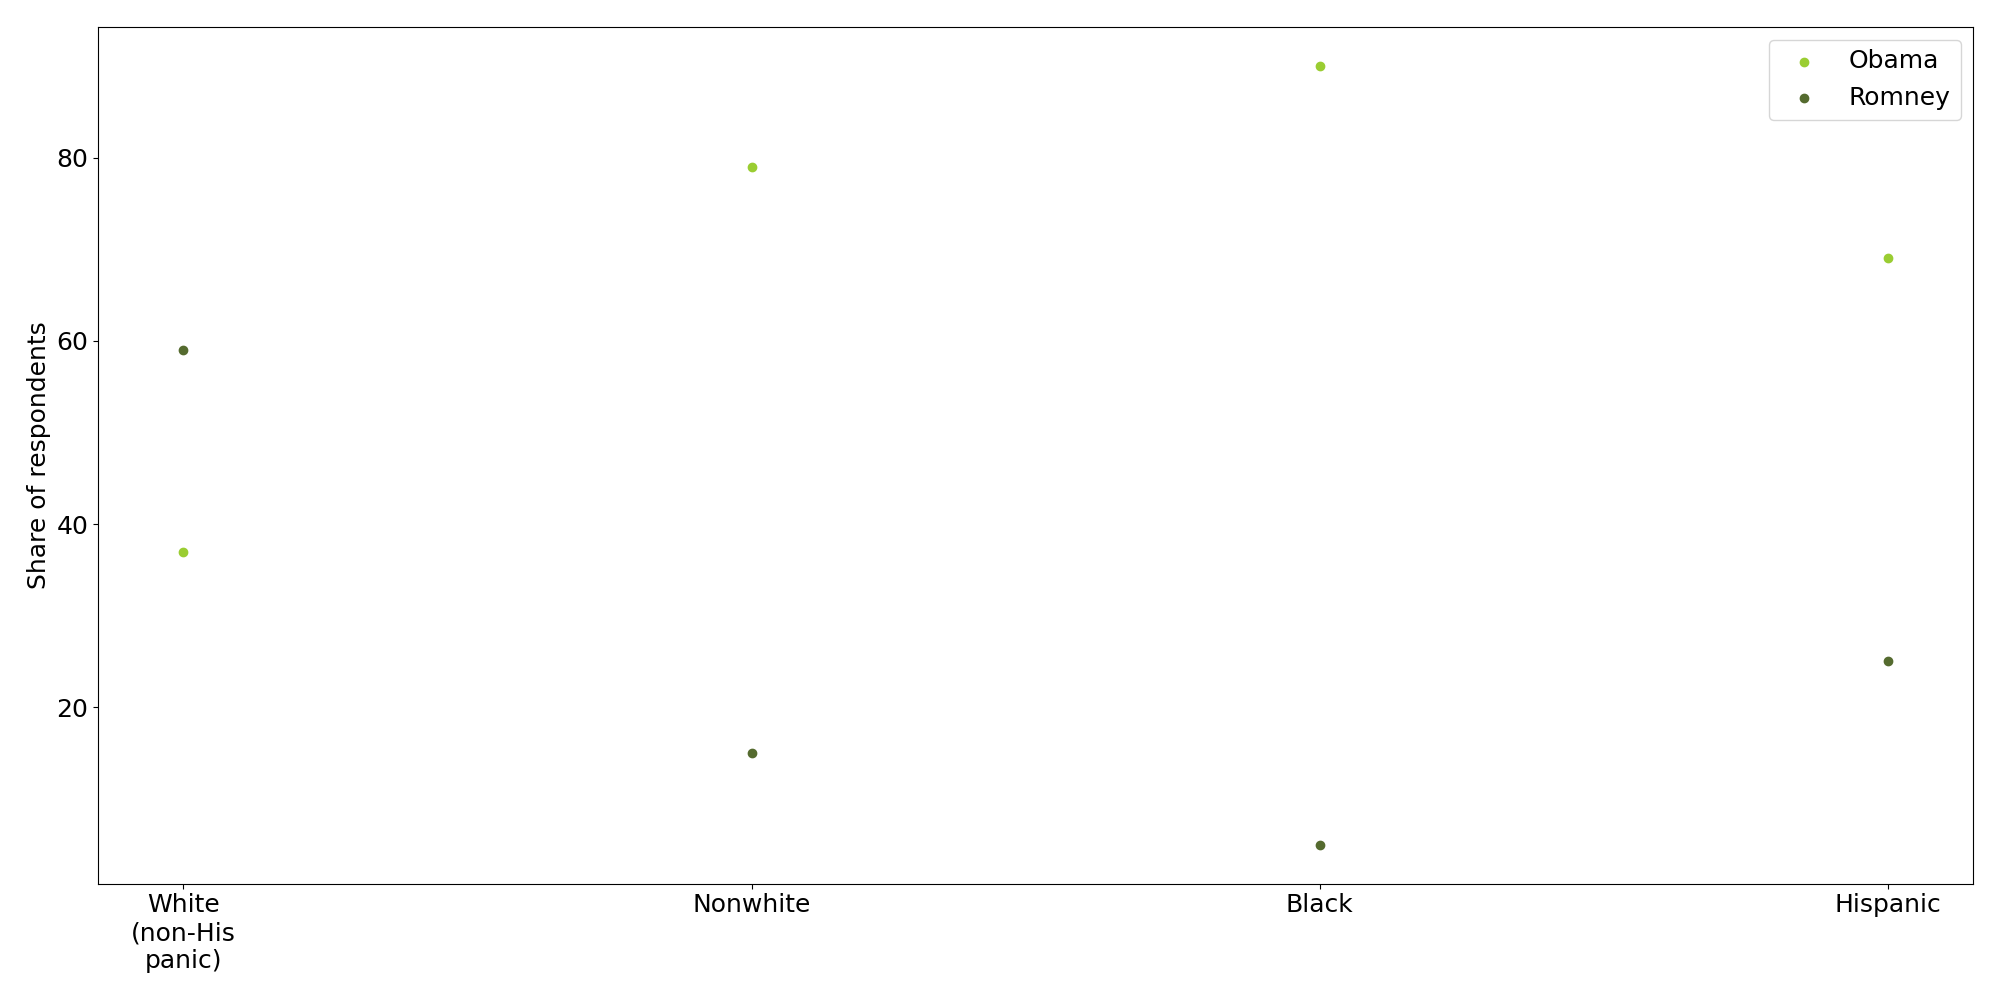 Obama
Romney
80
60
40
20
Share of respondents
White
(non-His
panic)
Nonwhite
Black
Hispanic